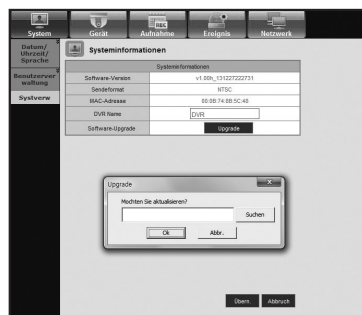 REC
System Gerät Aufnahme Ereignis Netzwerk
Datum/
Uhrzeit/
Sprache
Benutzerver
waltung
Systverw
Systeminformationen
Systeminformationen
Software-Version v1.00h_131227222731
Sendeformat NTSC
MAC-Adresse 00:0B:74:8B:5C:48
DVR Name DVR
Software-Upgrade Upgrade
Upgrade
Mochten Sie aktualisieren?
Suchen
Ok Abbr.
Übern. Abbruch